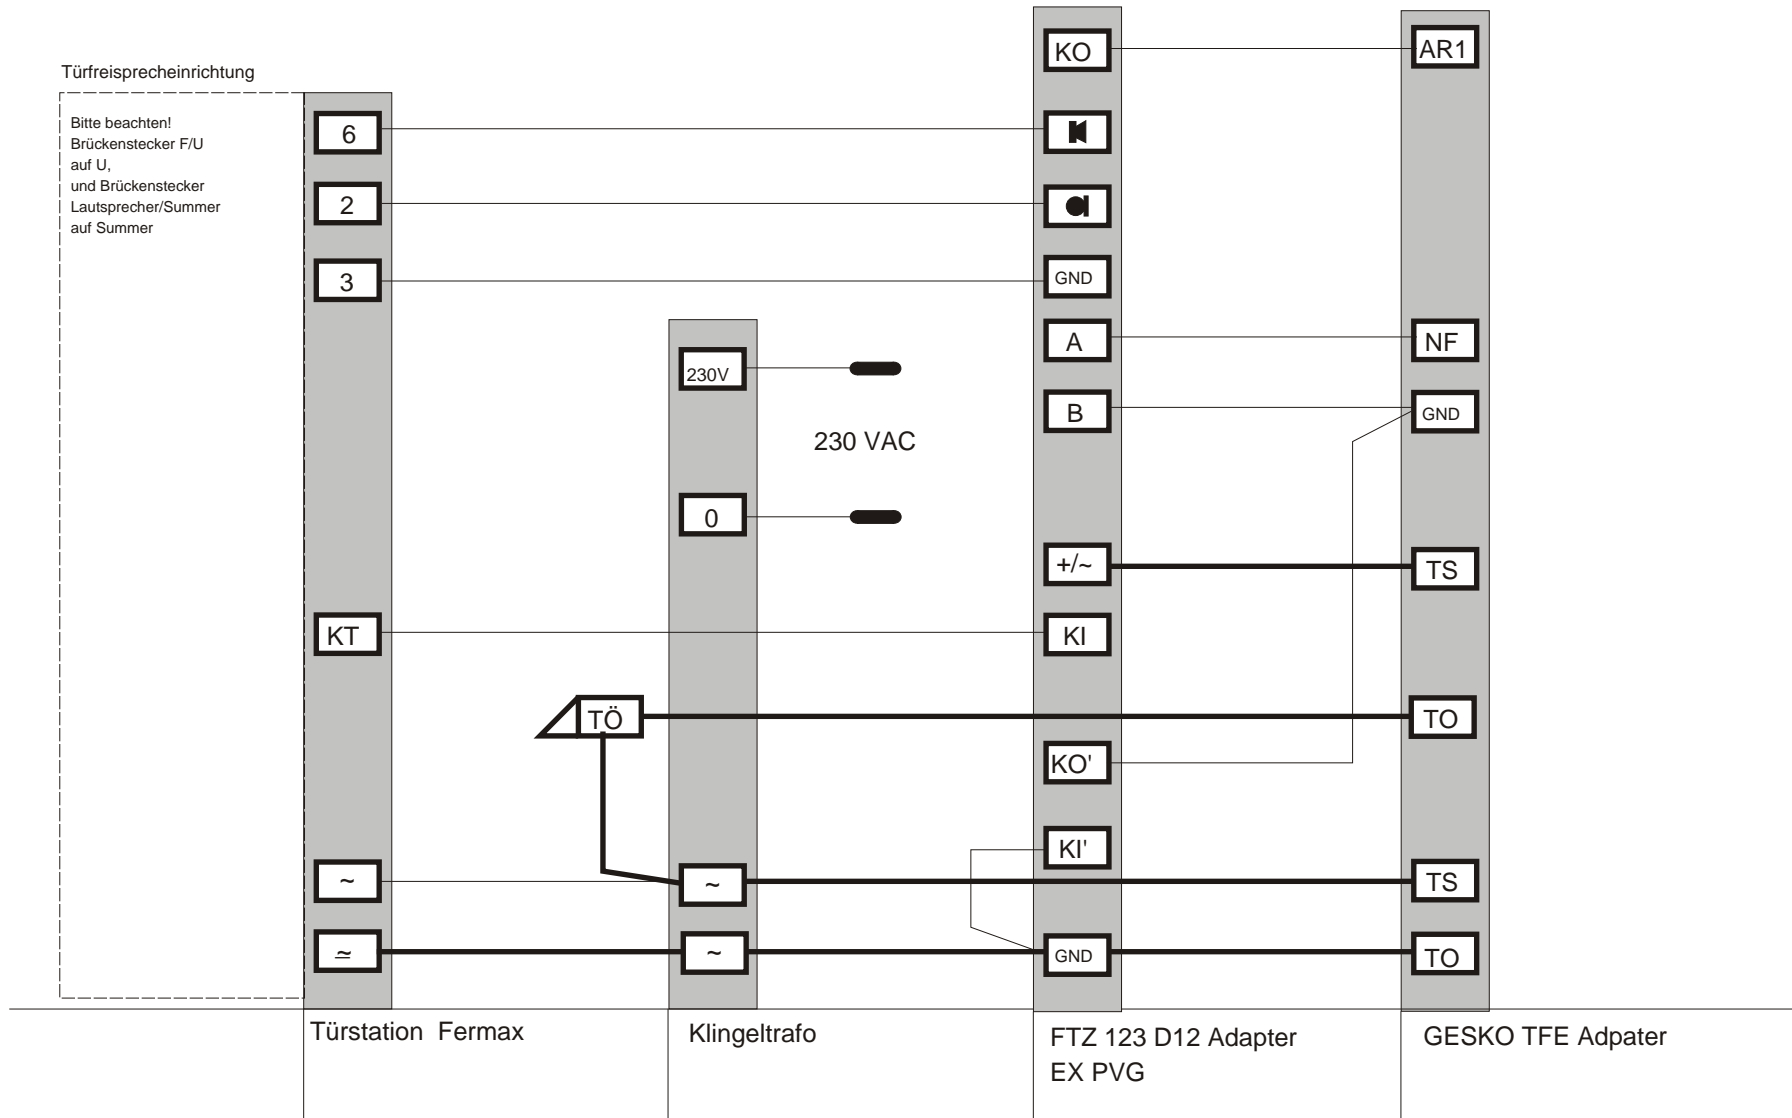 Türfreisprecheinrichtung
Bitte beachten!
Brückenstecker F/U
auf U,
und Brückenstecker
Lautsprecher/Summer
auf Summer
6
2
3
KT
~
≃
TÖ
230V
0
230 VAC
~
~
KO
GND
A
B
+/~
KI
KO'
KI'
GND
AR1
NF
GND
TS
TO
TS
TO
Türstation Fermax
Klingeltrafo
FTZ 123 D12 Adapter
EX PVG
GESKO TFE Adpater